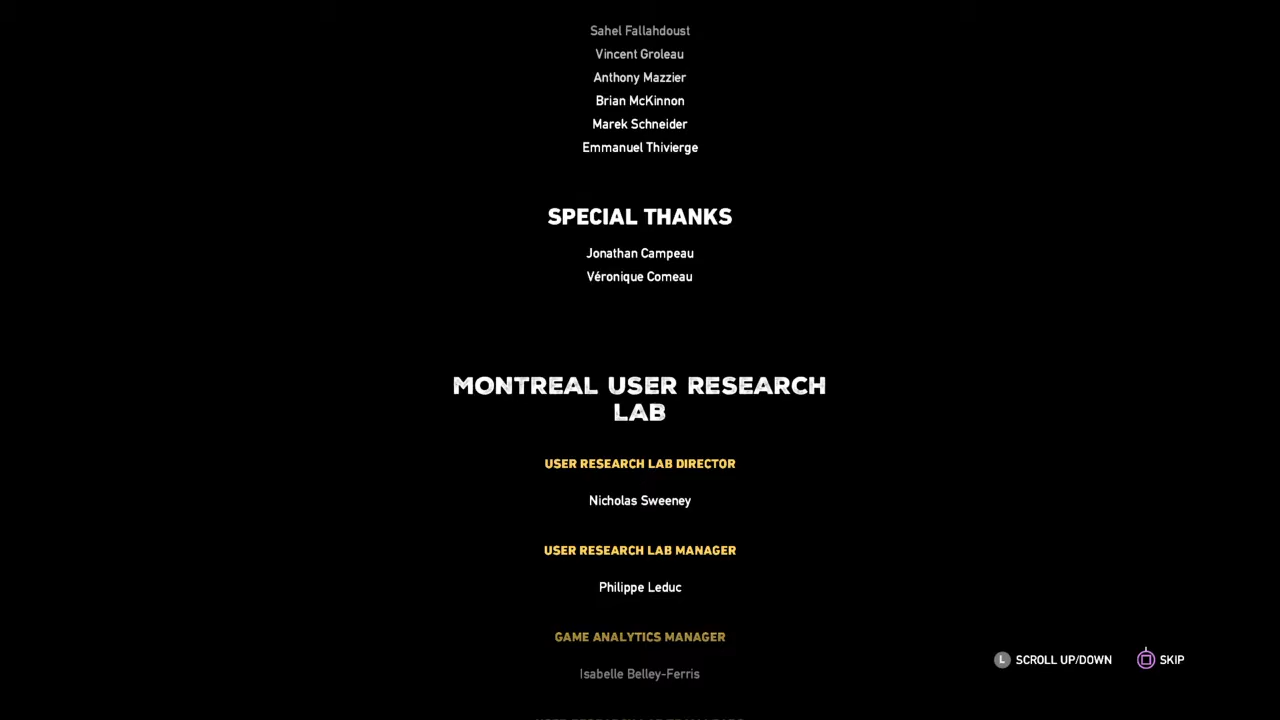 Sahel Fallahdoust
Vincent Groleau
Anthony Mazzier
Brian McKinnon
Marek Schneider
Emmanuel Thivierge
SPECIAL THANKS
Jonathan Campeau
Véronique Comeau
MONTREAL USER RESEARCH
LAB
USER RESEARCH LAB DIRECTOR
Nicholas Sweeney
USER RESEARCH LAB MANAGER
Philippe Leduc
GAME ANALYTICS MANAGER
Isabelle Belley-Ferris
L SCROLL UP/DOWN
SKIP